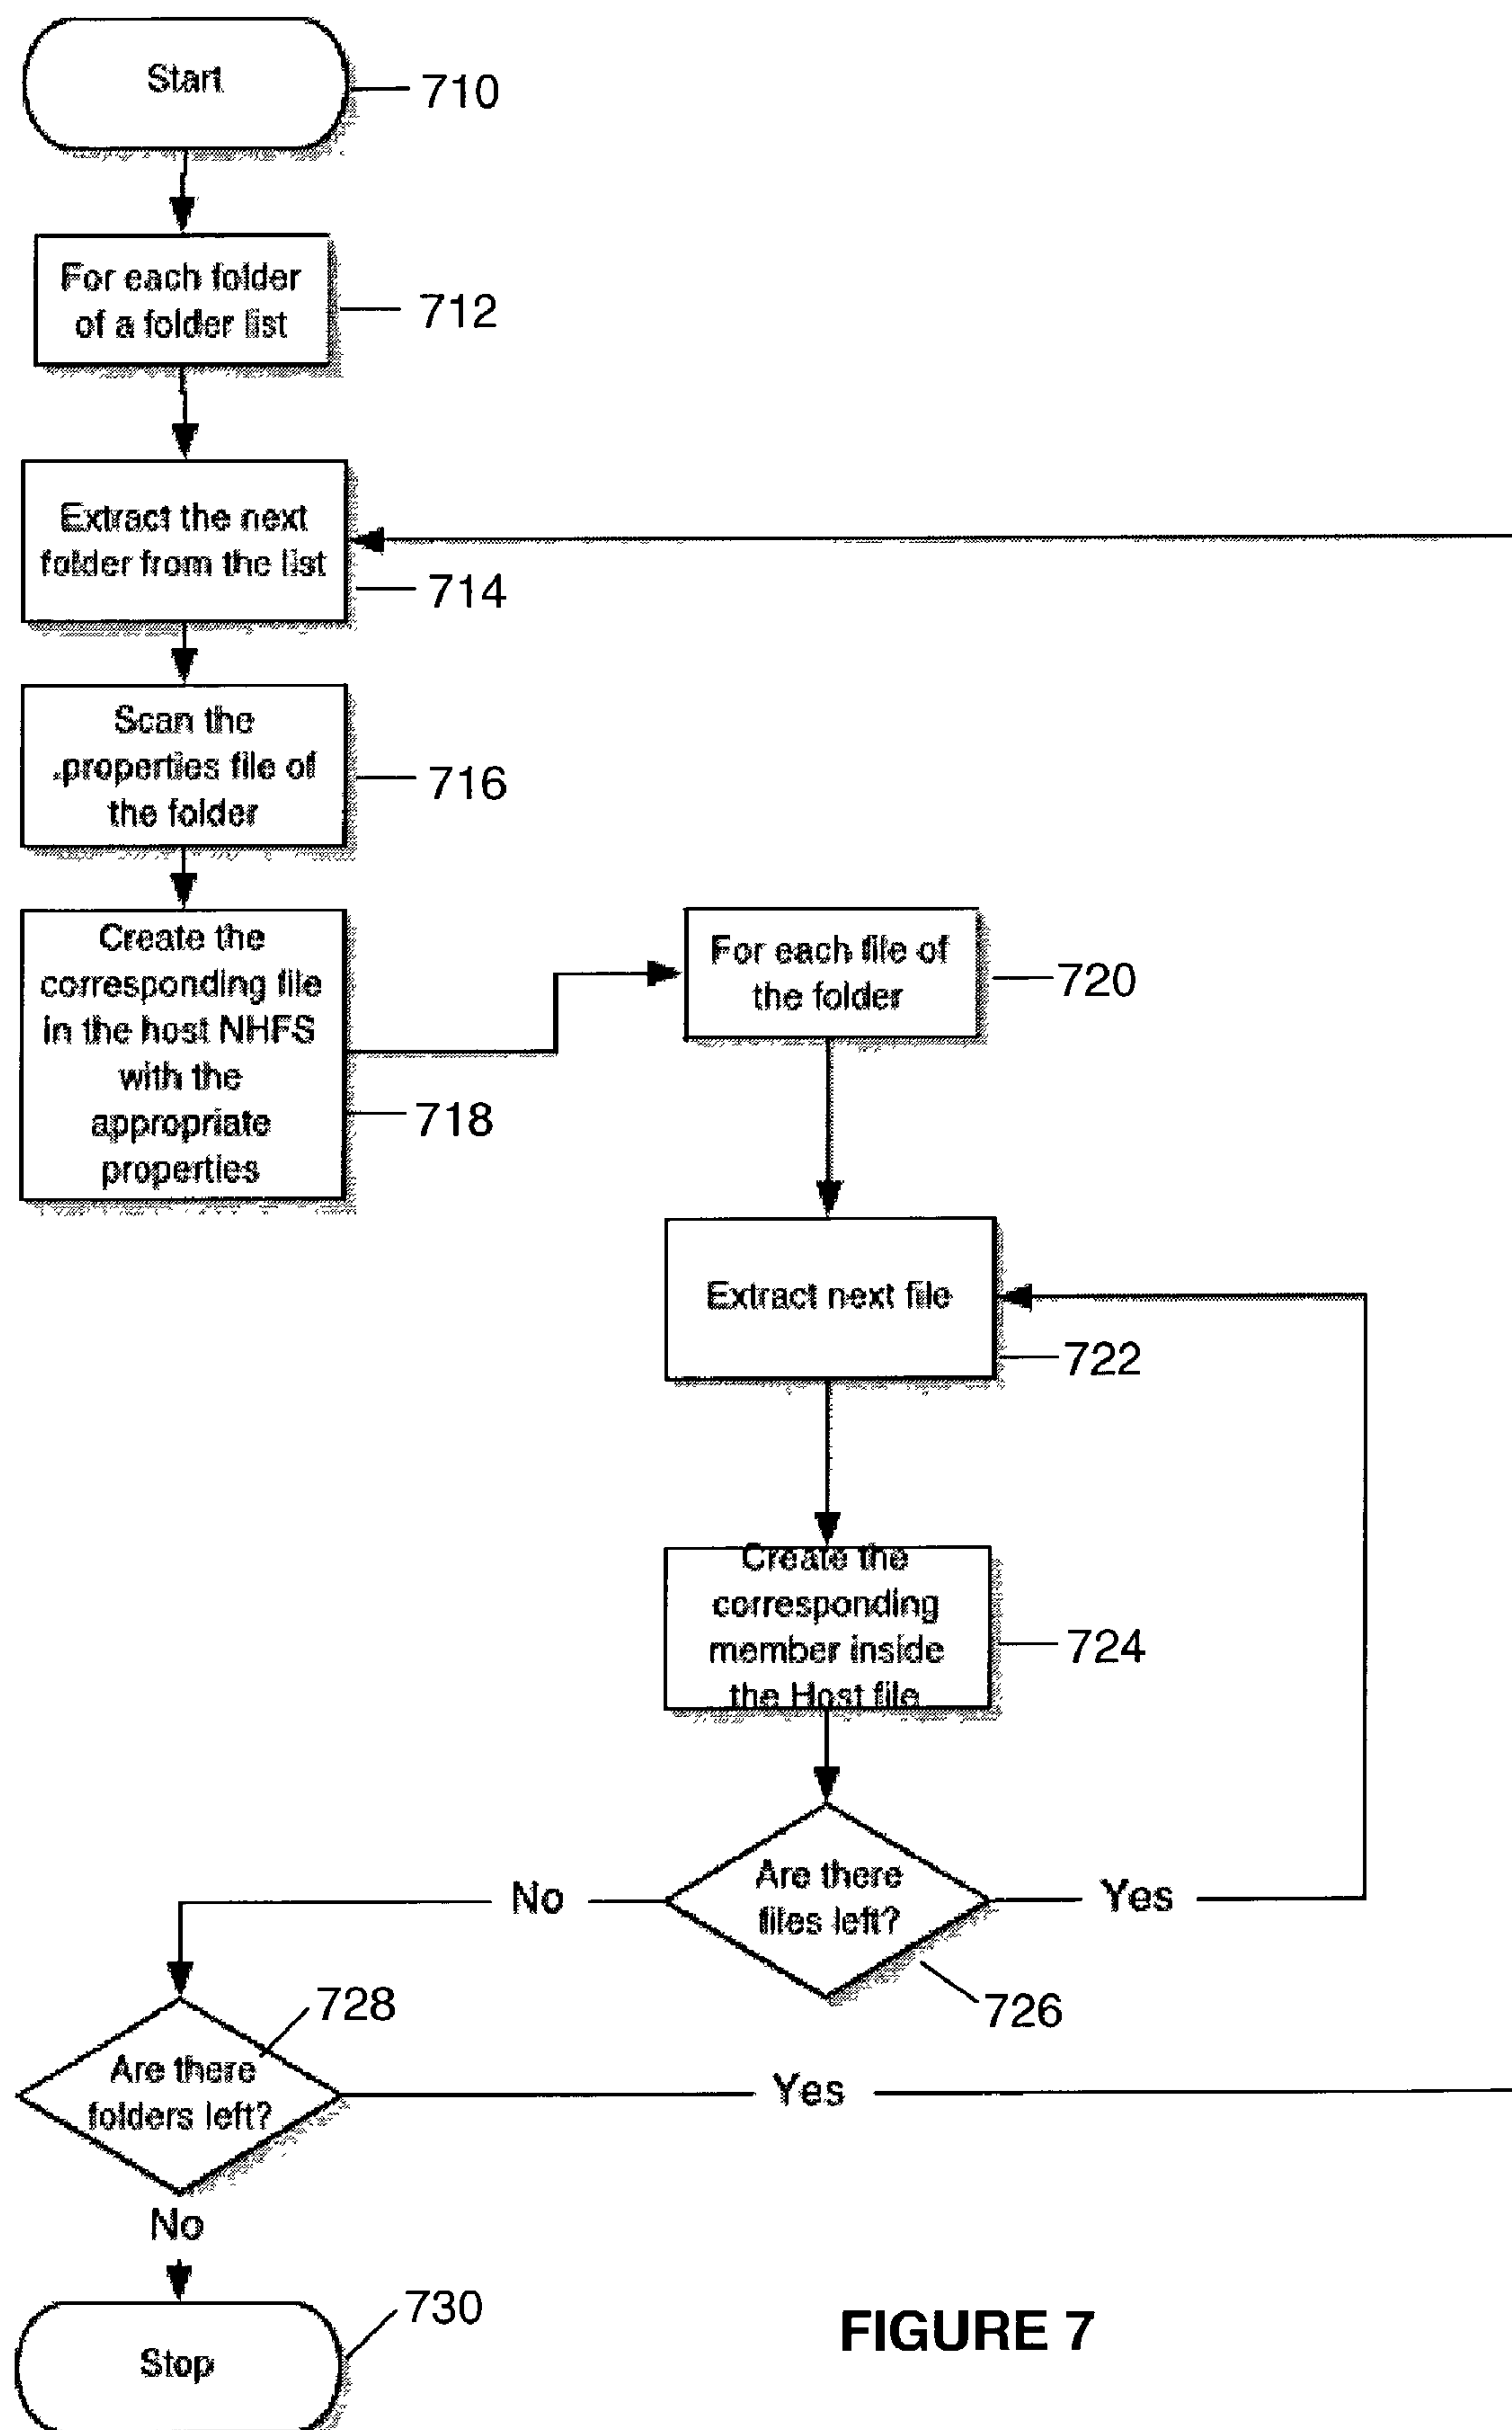 Start
710
For each folder
of a folder list
712
Extract the next
folder from the list
714
Scan the
.properties file of
the folder
716
Create the
corresponding file
in the host NHFS
with the
appropriate
properties
718
For each file of
the folder
720
Extract next file
722
Create the
corresponding
member inside
the Host file
724
Are there
files left?
726
No
Yes
728
Are there
folders left?
Yes
No
730
Stop
FIGURE 7